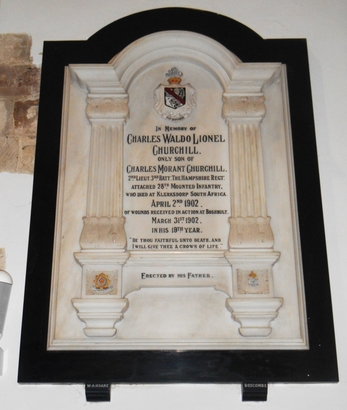 In Memory of
Charles Waldo Lionel
Churchill.
only son of
Charles Morant Churchill.
2nd Lieut. 3rd Batt. The Hampshire Regt
attached 28th Mounted Infantry,
who died at Klerksdorp South Africa
April 2nd 1902.
of wounds received in action at Boschbult
March 31st 1902.
in his 19th year.
"Be thou faithful unto death, and
I will give thee a crown of life"
Erected by his Father.